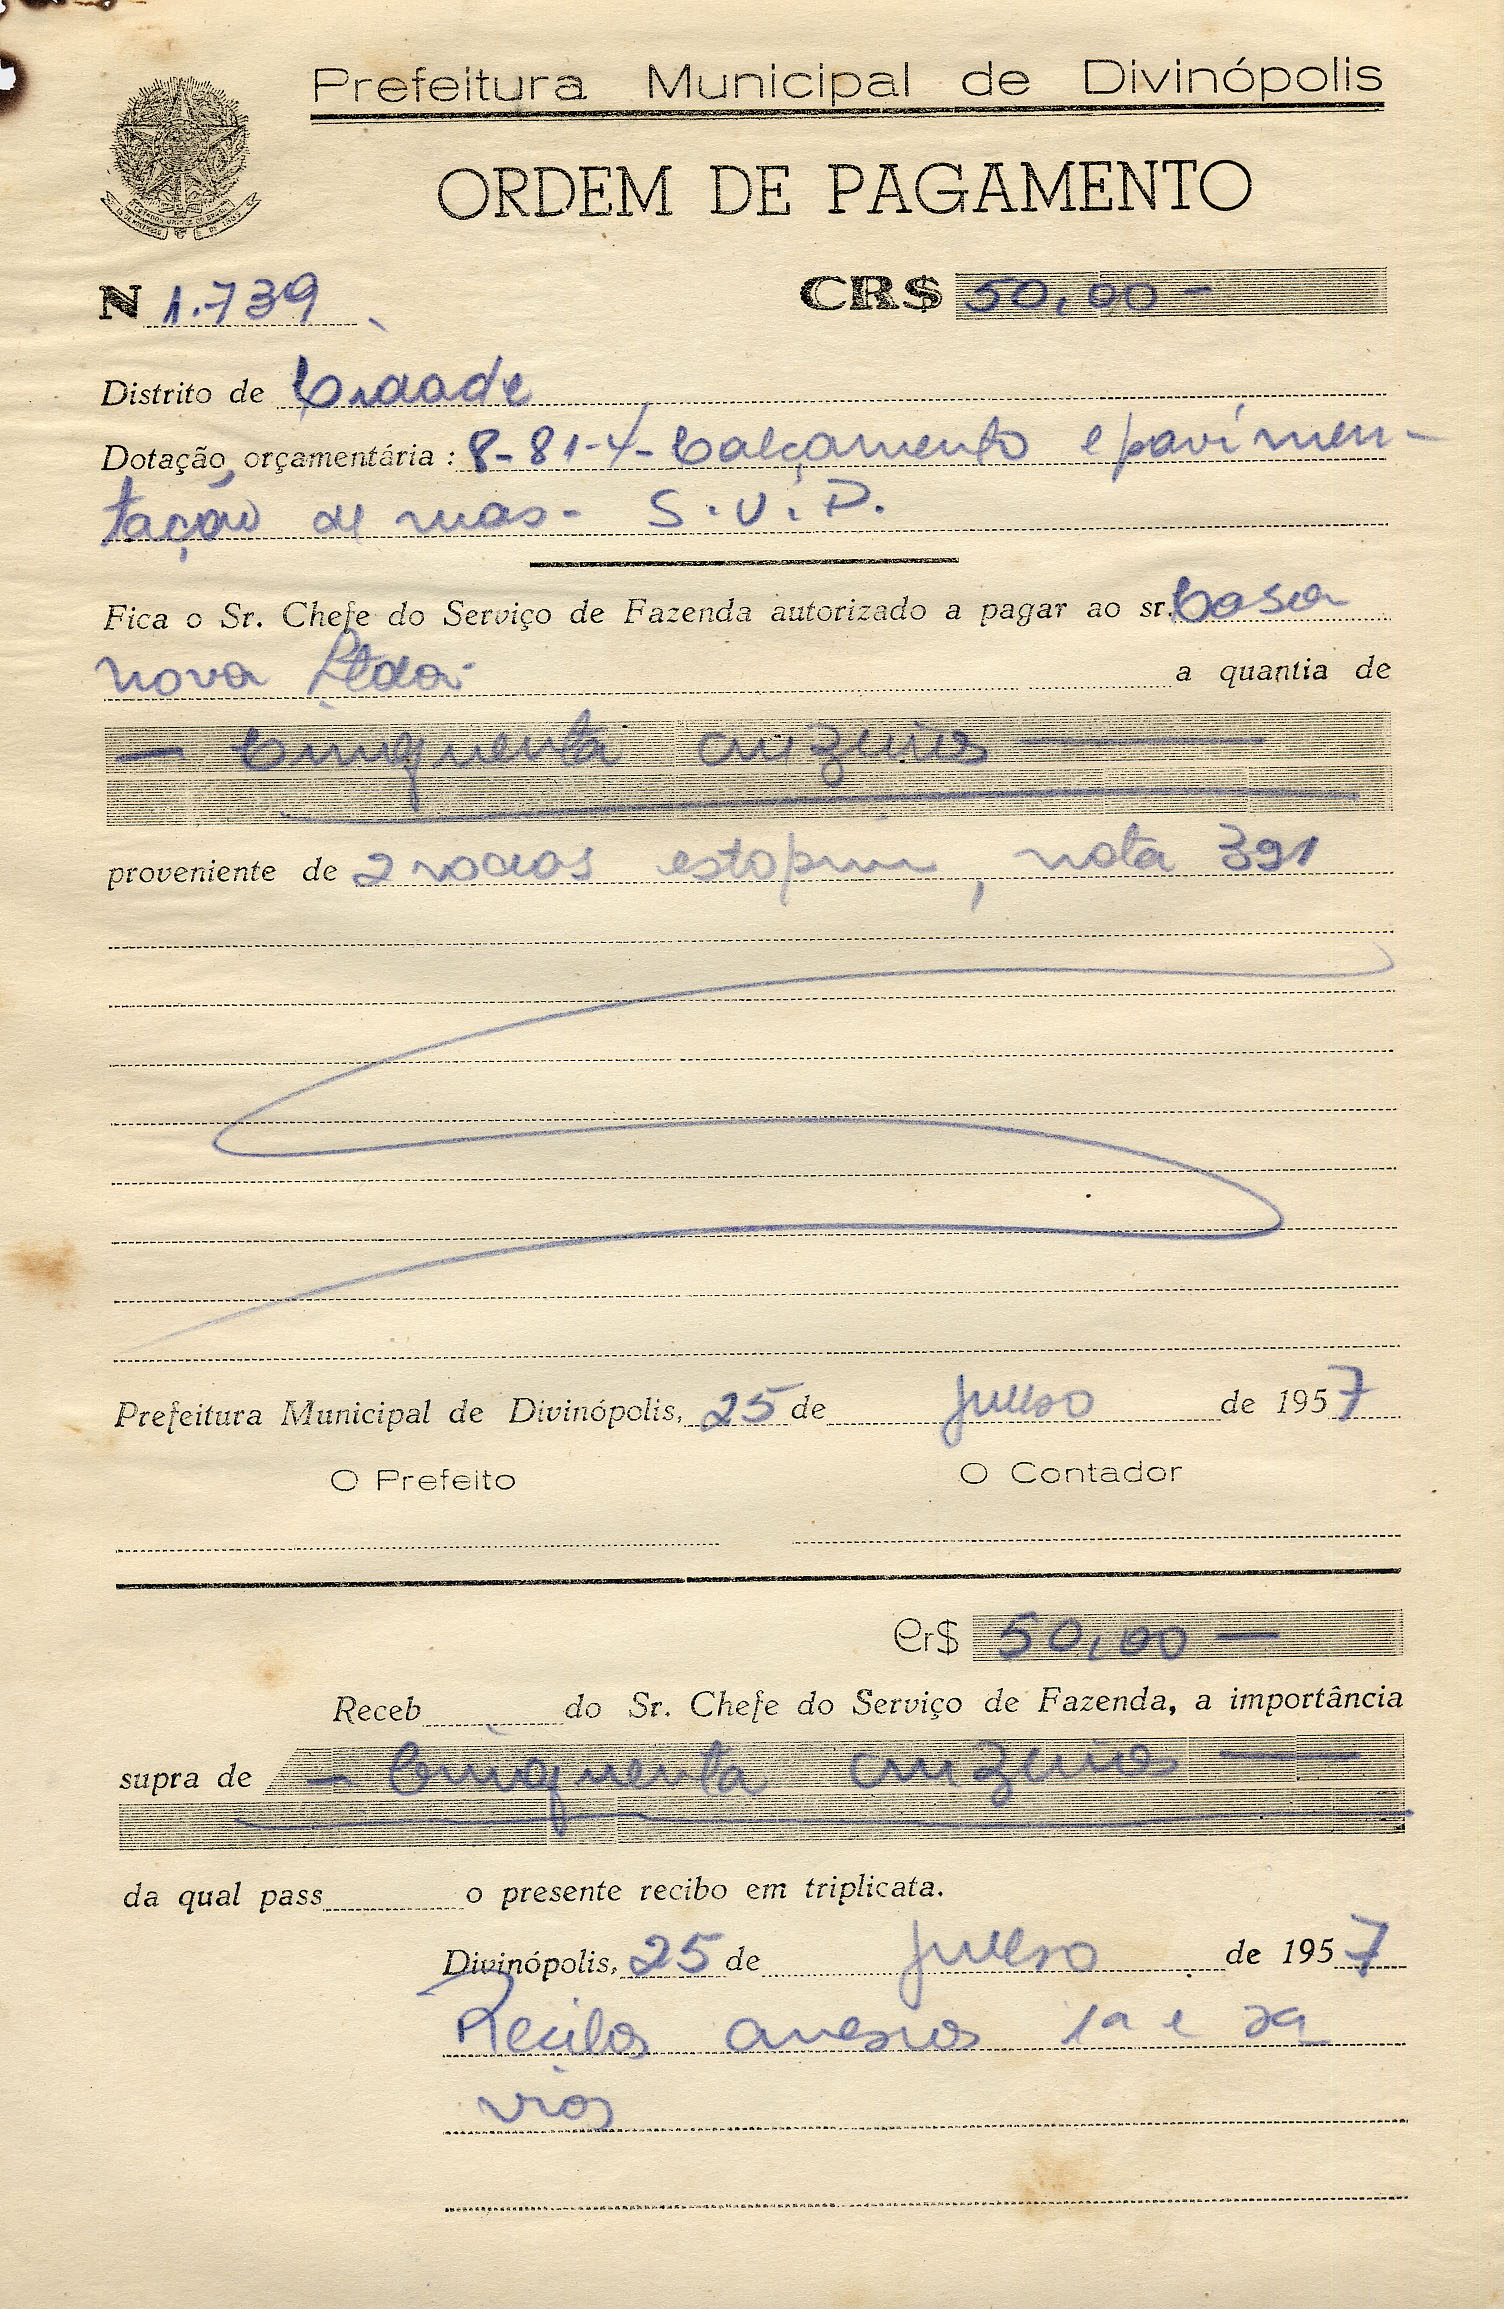 Prefeitura Municipal de Divinópolis
ORDEM DE PAGAMENTO
N 1.739 CR$ 50,00 -
Distrito de Cidade
Dotação orçamentária : 8-81-4- Calçamento e pavimen-
tação de ruas - S.V.P.
Fica o Sr. Chefe do Serviço de Fazenda autorizado a pagar ao sr. Casa
Nova Ltda. a quantia de
— Cinquenta cruzeiros —
proveniente de 2 estopim, nota 391
Prefeitura Municipal de Divinópolis, 25 de julho de 1957
O Prefeito O Contador
Cr$ 50,00 —
Receb do Sr. Chefe do Serviço de Fazenda, a importância
supra de — Cinquenta cruzeiros —
da qual pass o presente recibo em triplicata.
Divinópolis, 25 de julho de 1957
Recibos anexos 1a e 2a
vias